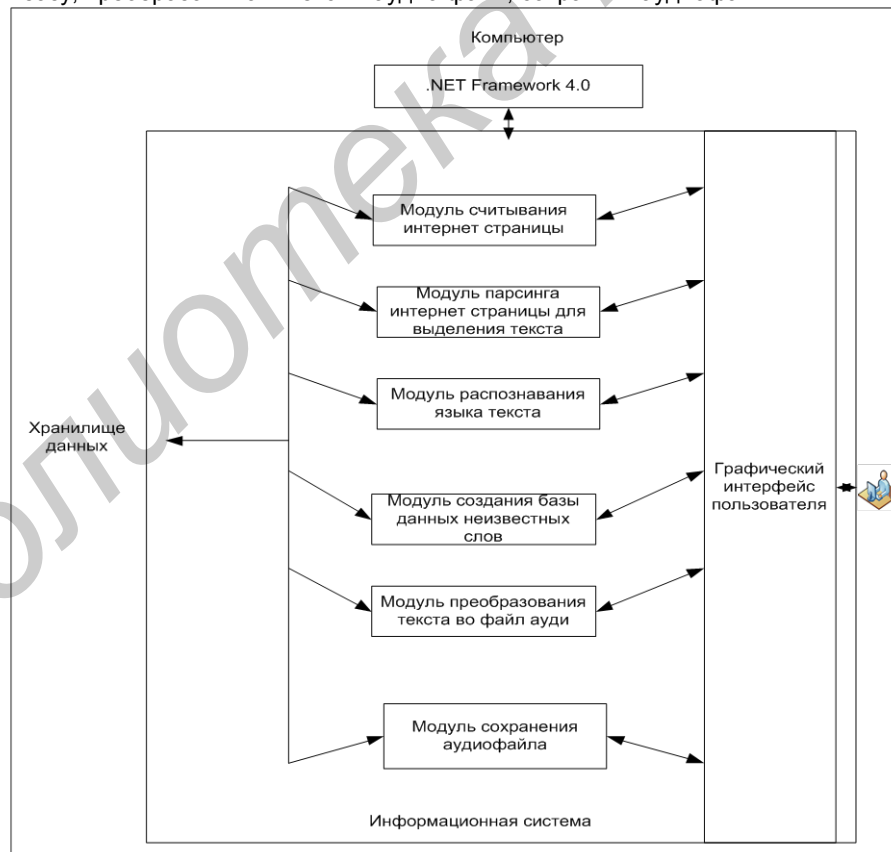 Компьютер
.NET Framework 4.0
Модуль считывания
интернет страницы
Модуль парсинга
интернет страницы для
выделения текста
Модуль распознавания
языка текста
Хранилище
данных
Графический
интерфейс
пользователя
Модуль создания базы
данных неизвестных
слов
Модуль преобразования
текста во файл ауди
Модуль сохранения
аудиофайла
Информационная система